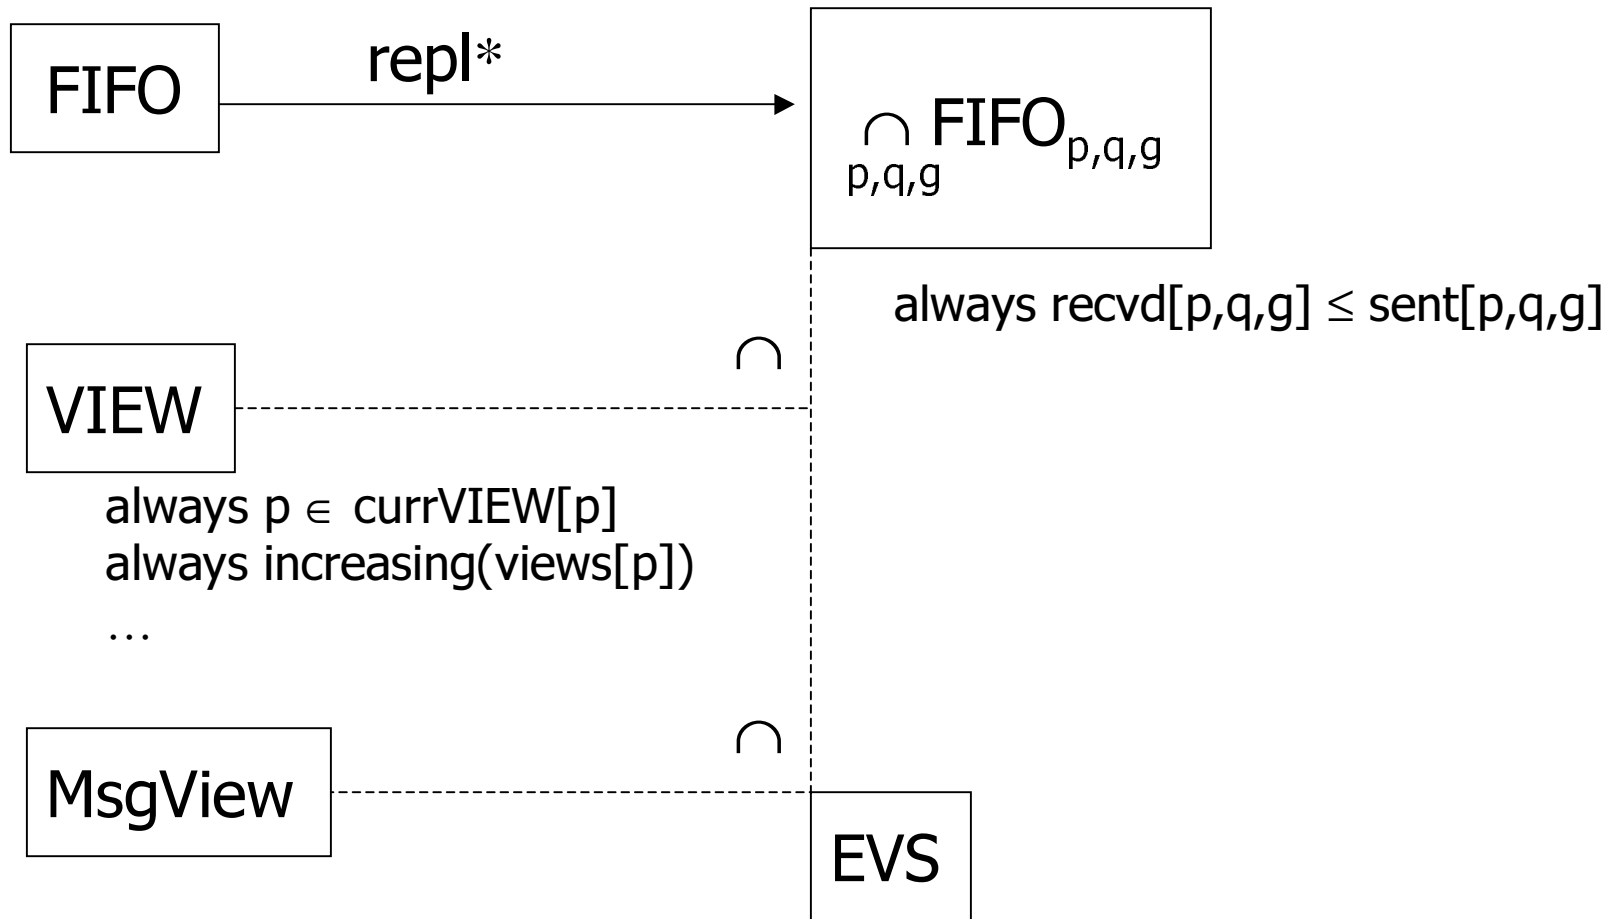 FIFO
repl*
∩ FIFOp,q,g
p,q,g
always recvd[p,q,g] ≤ sent[p,q,g]
∩
VIEW
always p ∈ currVIEW[p]
always increasing(views[p])
…
∩
MsgView
EVS